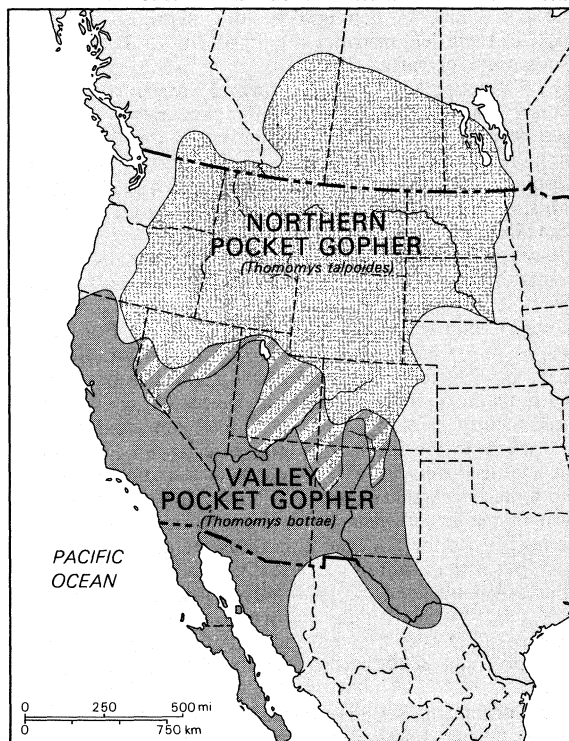 NORTHERN
POCKET GOPHER
(Thomomys talpoides)
VALLEY
POCKET GOPHER
(Thomomys bottae)
PACIFIC
OCEAN
0 250 500 mi
0 750 km